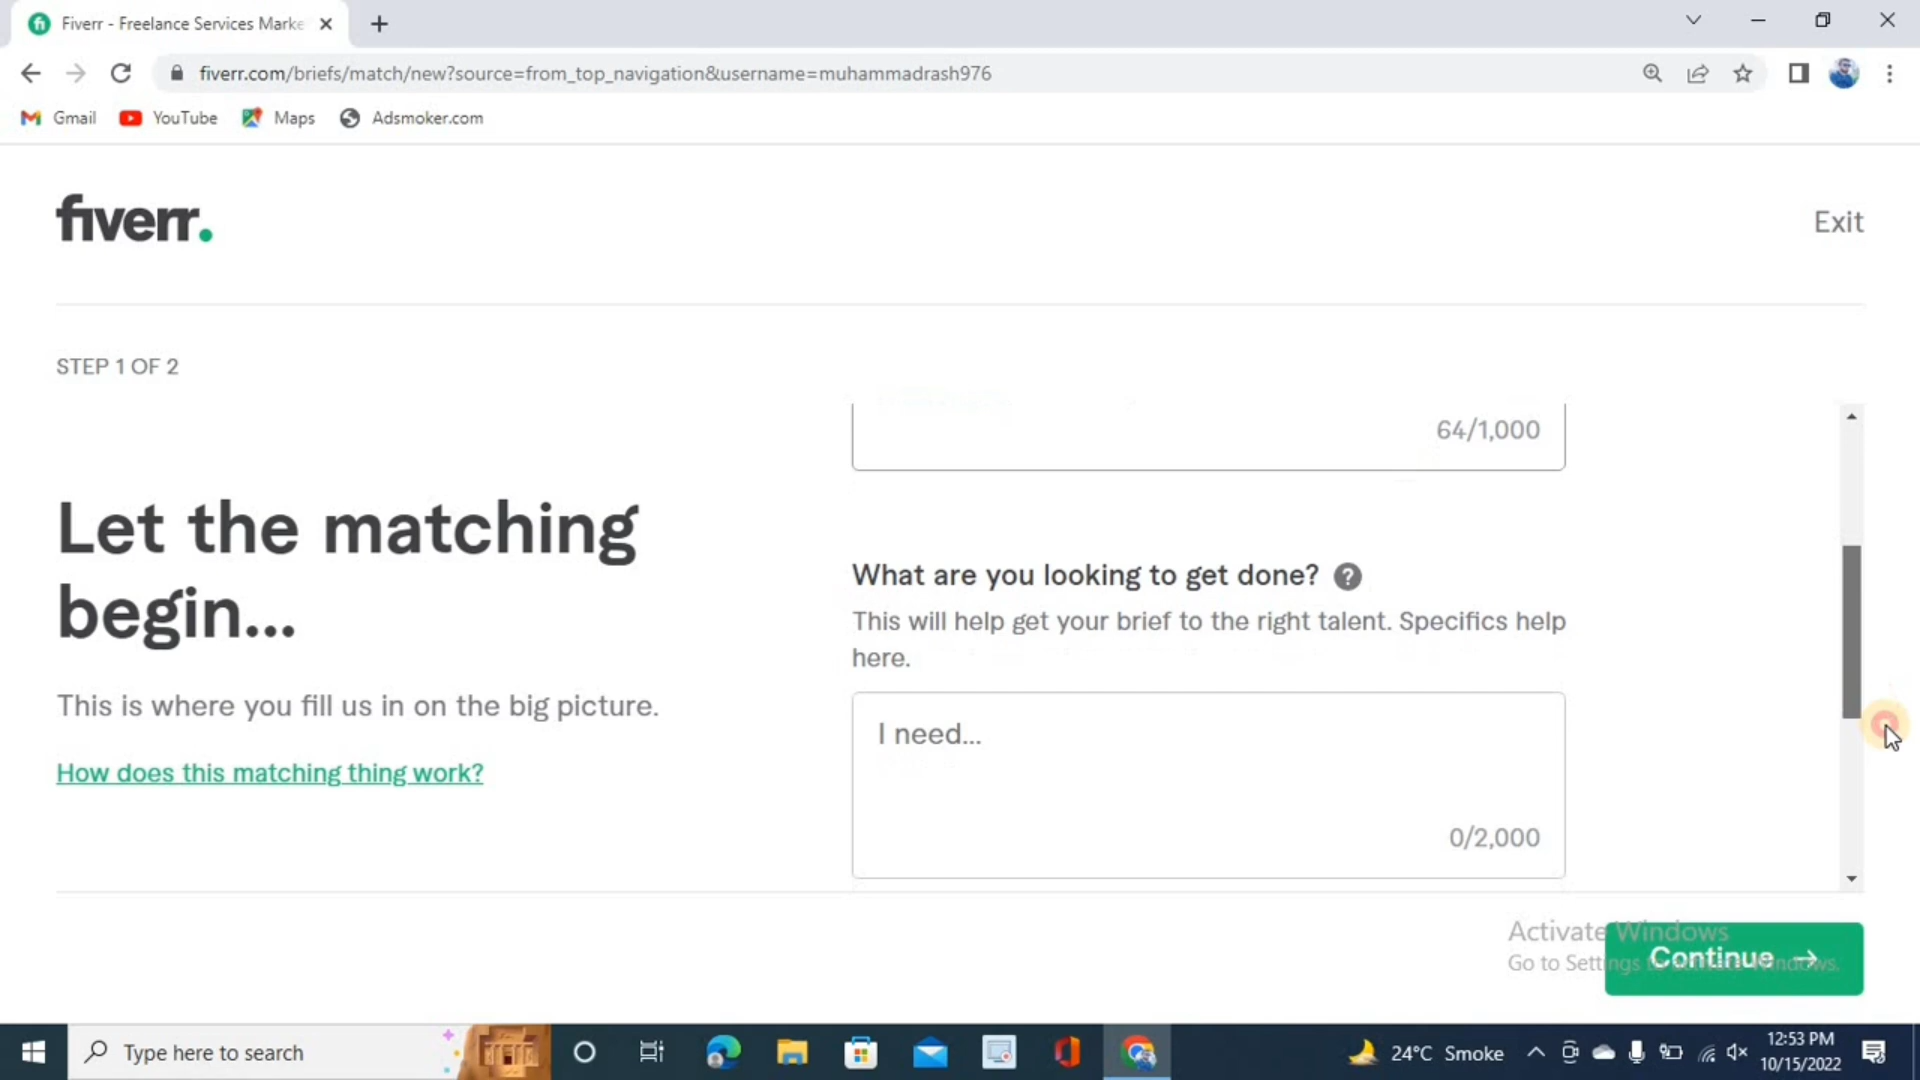 Fiverr - Freelance Services Marke
fiverr.com/briefs/match/new?source=from_top_navigation&username=muhammadrash976
Gmail
YouTube
Maps
Adsmoker.com
fiverr.
Exit
STEP 1 OF 2
64/1,000
Let the matching
begin...
This is where you fill us in on the big picture.
How does this matching thing work?
What are you looking to get done? ?
This will help get your brief to the right talent. Specifics help
here.
I need...
0/2,000
Activate Windows
Go to Settings to activate Windows.
Continue →
Type here to search
24°C Smoke
12:53 PM
10/15/2022